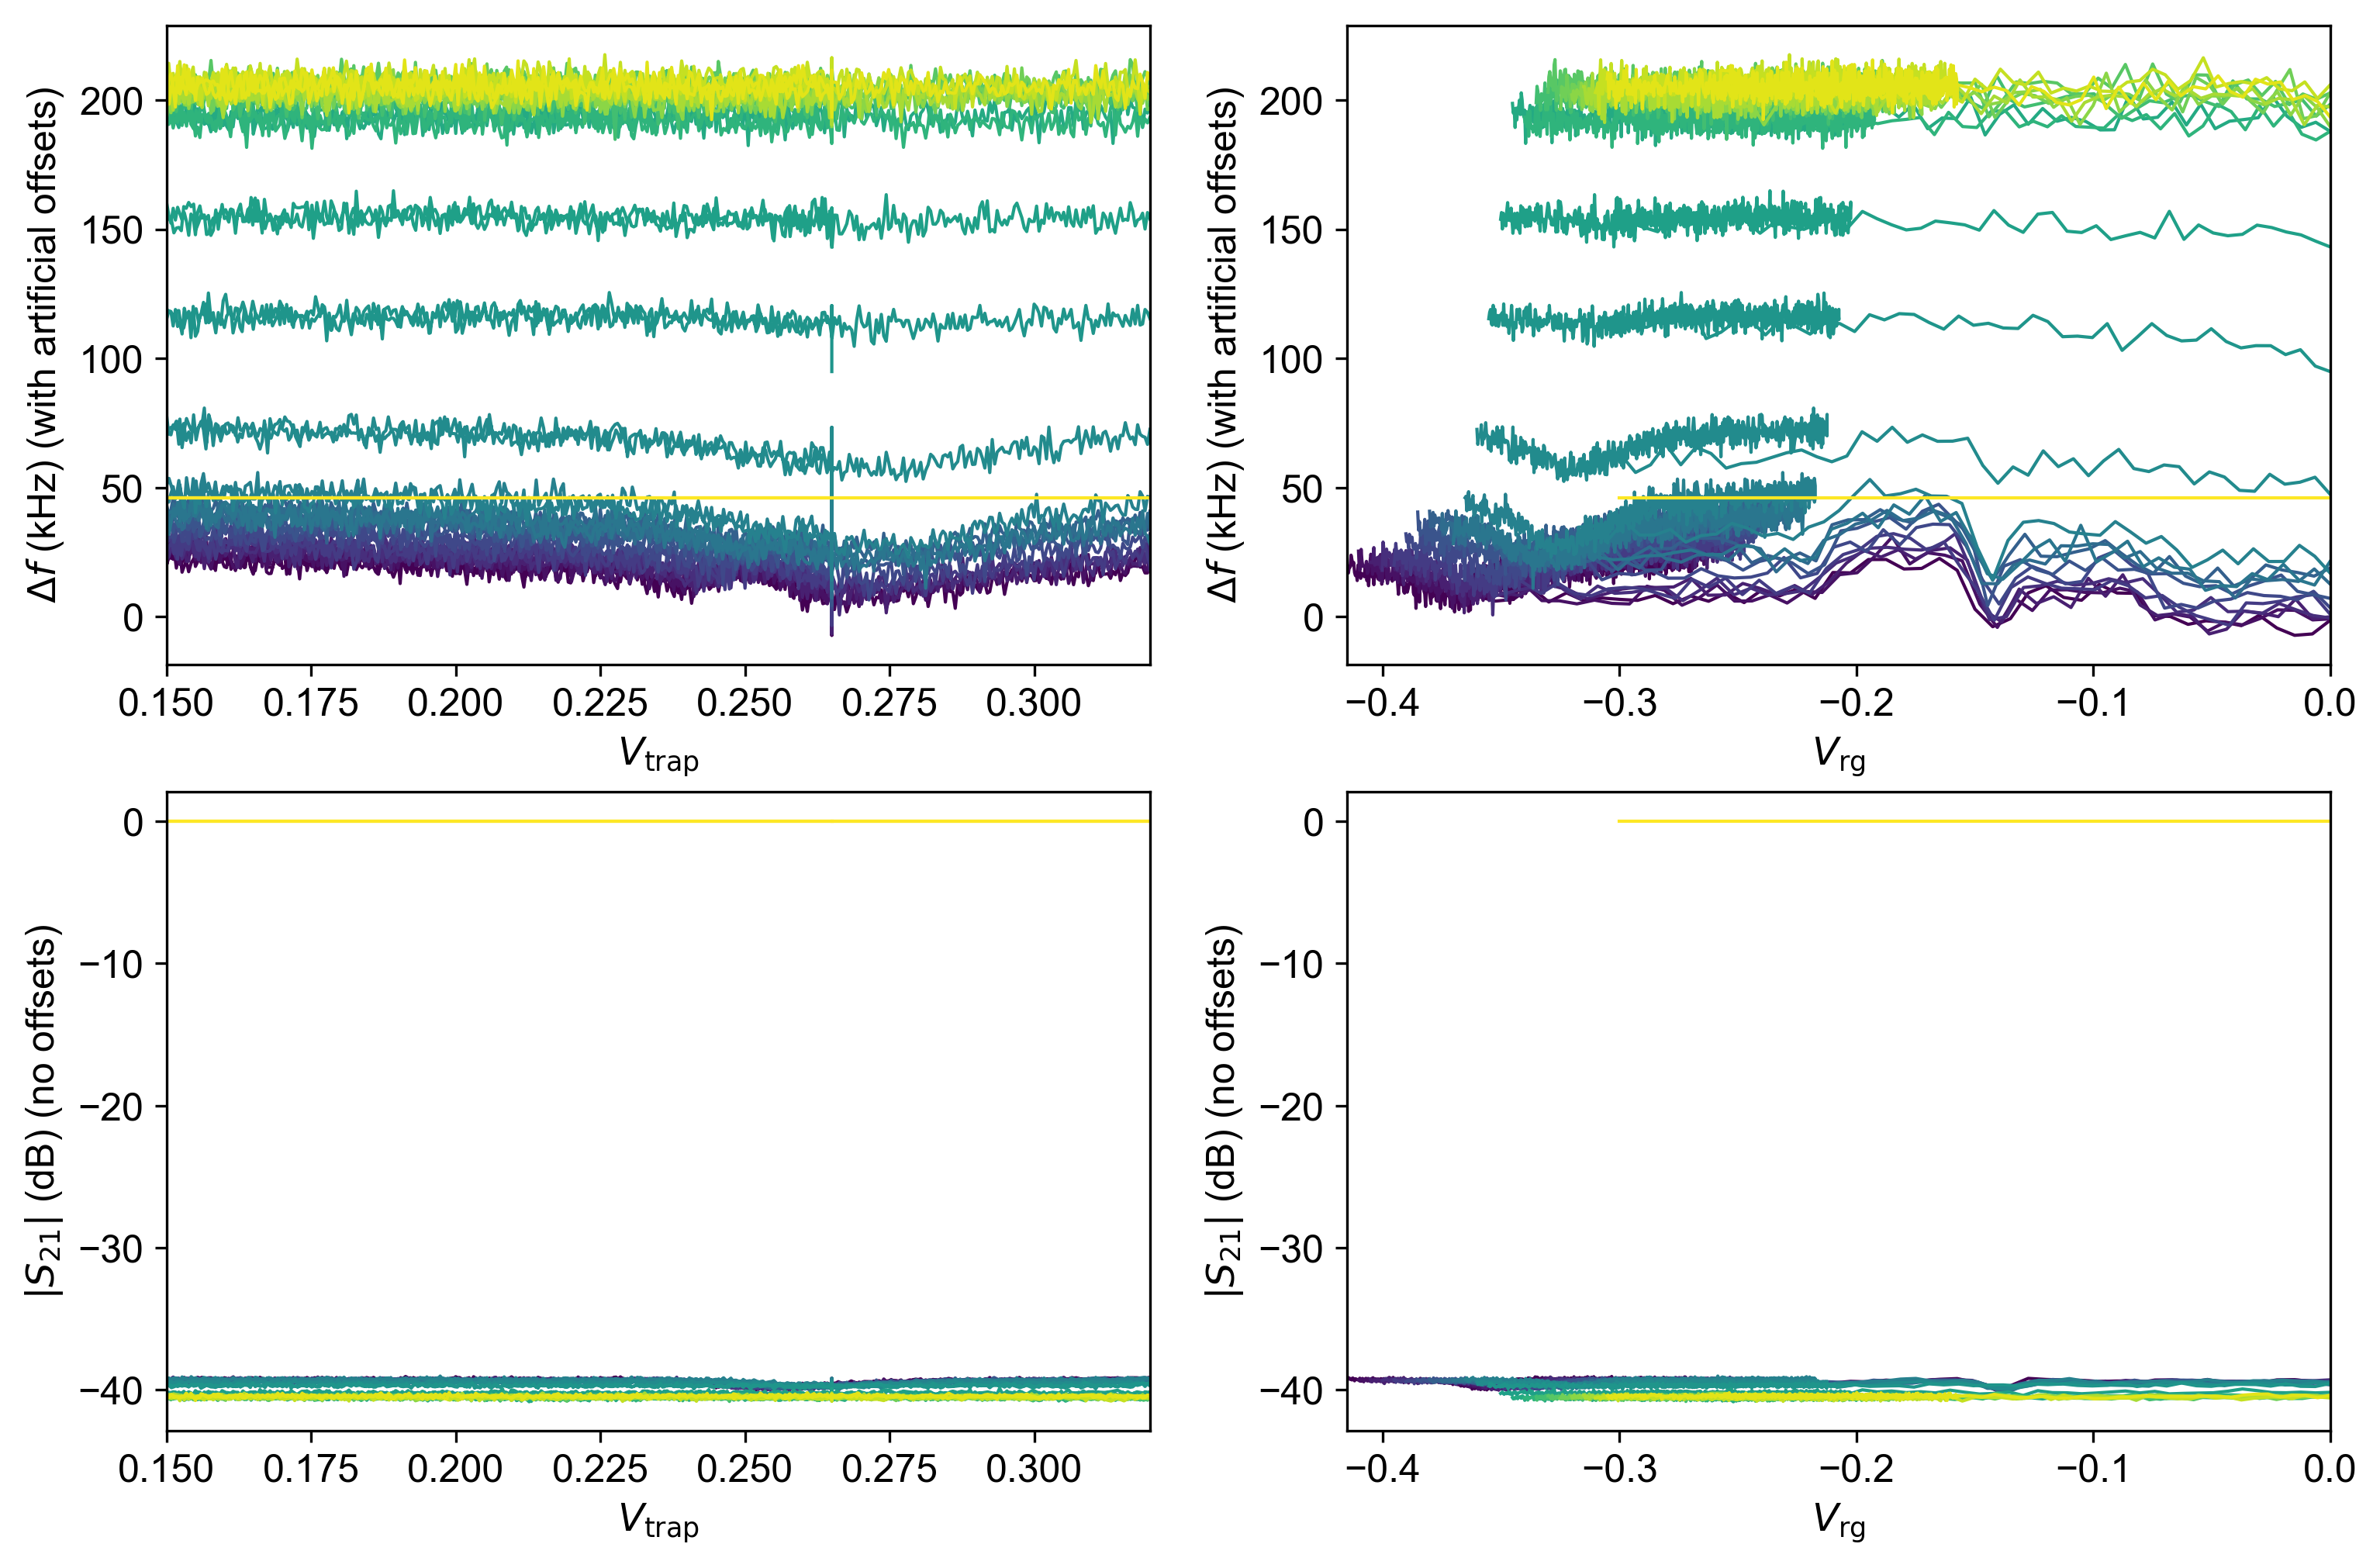 Δf (kHz) (with artificial offsets)
200
150
100
50
0
0.150 0.175 0.200 0.225 0.250 0.275 0.300
V_trap
Δf (kHz) (with artificial offsets)
200
150
100
50
0
−0.4 −0.3 −0.2 −0.1 0.0
V_rg
|S_21| (dB) (no offsets)
0
−10
−20
−30
−40
0.150 0.175 0.200 0.225 0.250 0.275 0.300
V_trap
|S_21| (dB) (no offsets)
0
−10
−20
−30
−40
−0.4 −0.3 −0.2 −0.1 0.0
V_rg